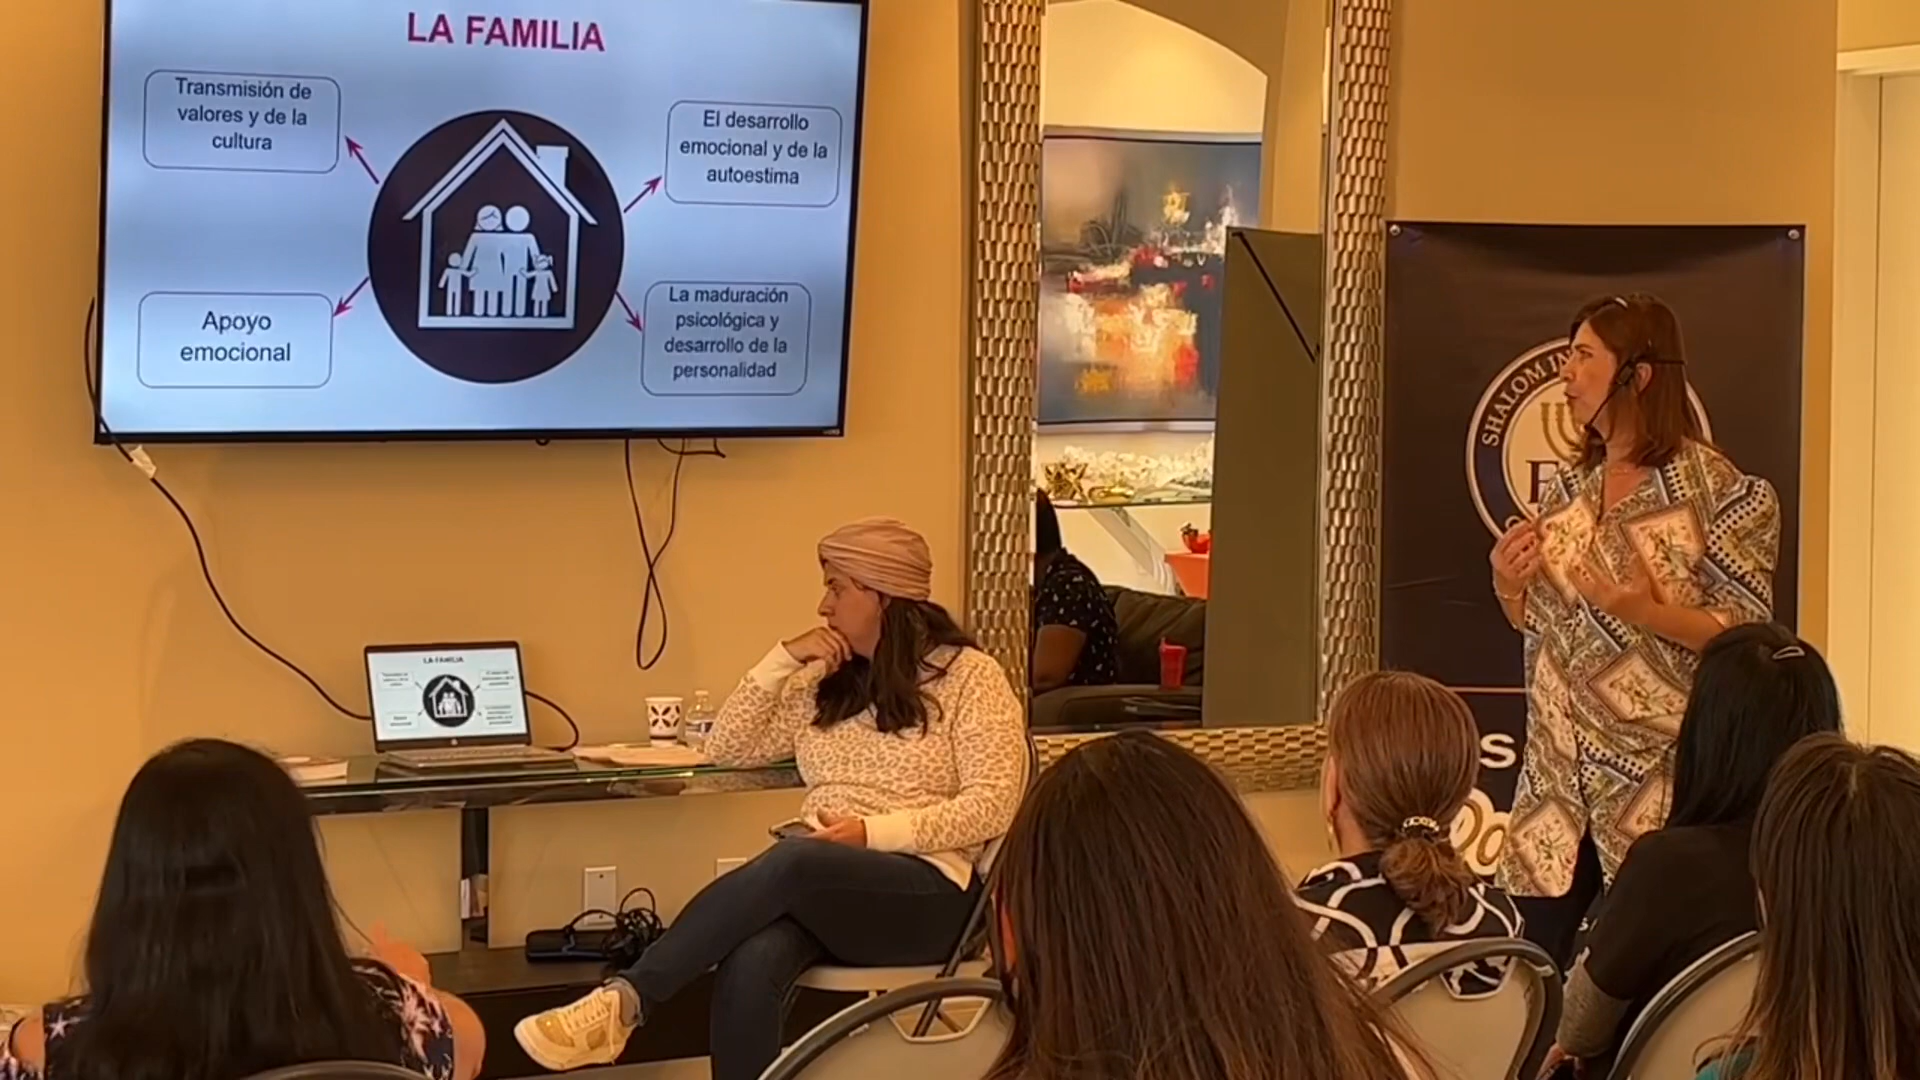 LA FAMILIA
Transmisión de
valores y de la
cultura
El desarrollo
emocional y de la
autoestima
Apoyo
emocional
La maduración
psicológica y
desarrollo de la
personalidad
LA FAMILIA
SHALOM IN